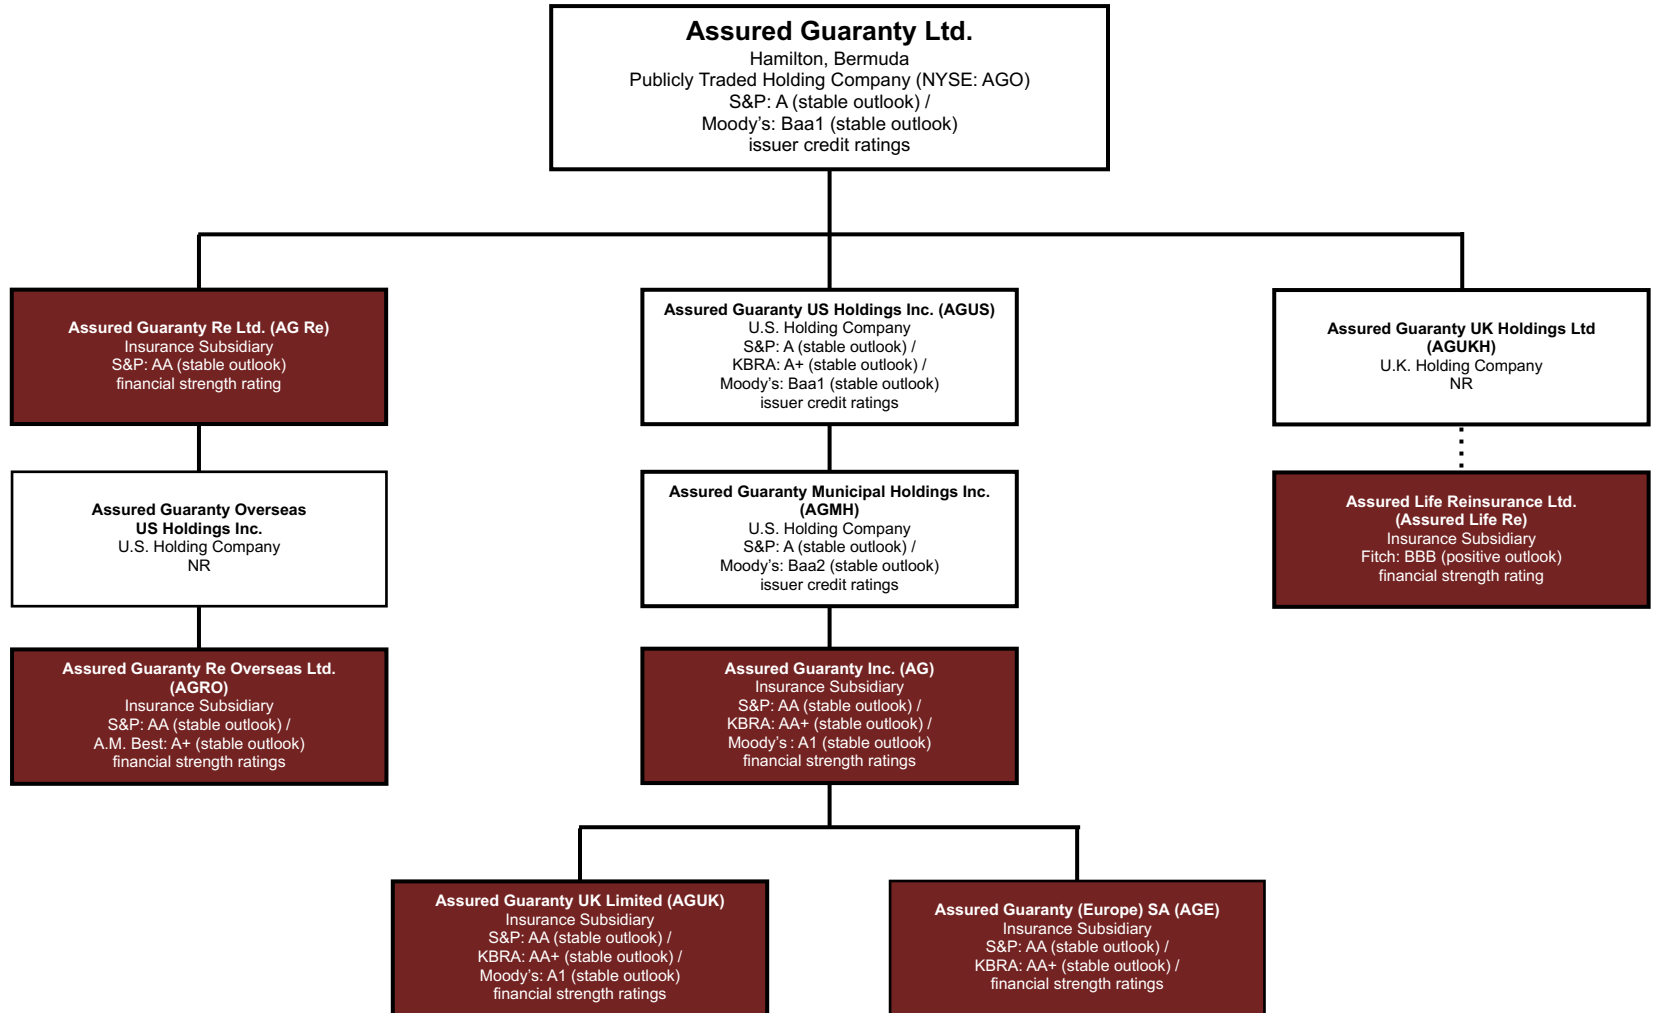 Assured Guaranty Ltd.
Hamilton, Bermuda
Publicly Traded Holding Company (NYSE: AGO)
S&P: A (stable outlook) /
Moody's: Baa1 (stable outlook)
issuer credit ratings
Assured Guaranty Re Ltd. (AG Re)
Insurance Subsidiary
S&P: AA (stable outlook)
financial strength rating
Assured Guaranty US Holdings Inc. (AGUS)
U.S. Holding Company
S&P: A (stable outlook) /
KBRA: A+ (stable outlook) /
Moody's: Baa1 (stable outlook)
issuer credit ratings
Assured Guaranty UK Holdings Ltd
(AGUKH)
U.K. Holding Company
NR
Assured Guaranty Overseas
US Holdings Inc.
U.S. Holding Company
NR
Assured Guaranty Municipal Holdings Inc.
(AGMH)
U.S. Holding Company
S&P: A (stable outlook) /
Moody's: Baa2 (stable outlook)
issuer credit ratings
Assured Life Reinsurance Ltd.
(Assured Life Re)
Insurance Subsidiary
Fitch: BBB (positive outlook)
financial strength rating
Assured Guaranty Re Overseas Ltd.
(AGRO)
Insurance Subsidiary
S&P: AA (stable outlook) /
A.M. Best: A+ (stable outlook)
financial strength ratings
Assured Guaranty Inc. (AG)
Insurance Subsidiary
S&P: AA (stable outlook) /
KBRA: AA+ (stable outlook) /
Moody's : A1 (stable outlook)
financial strength ratings
Assured Guaranty UK Limited (AGUK)
Insurance Subsidiary
S&P: AA (stable outlook) /
KBRA: AA+ (stable outlook) /
Moody's: A1 (stable outlook)
financial strength ratings
Assured Guaranty (Europe) SA (AGE)
Insurance Subsidiary
S&P: AA (stable outlook) /
KBRA: AA+ (stable outlook) /
financial strength ratings